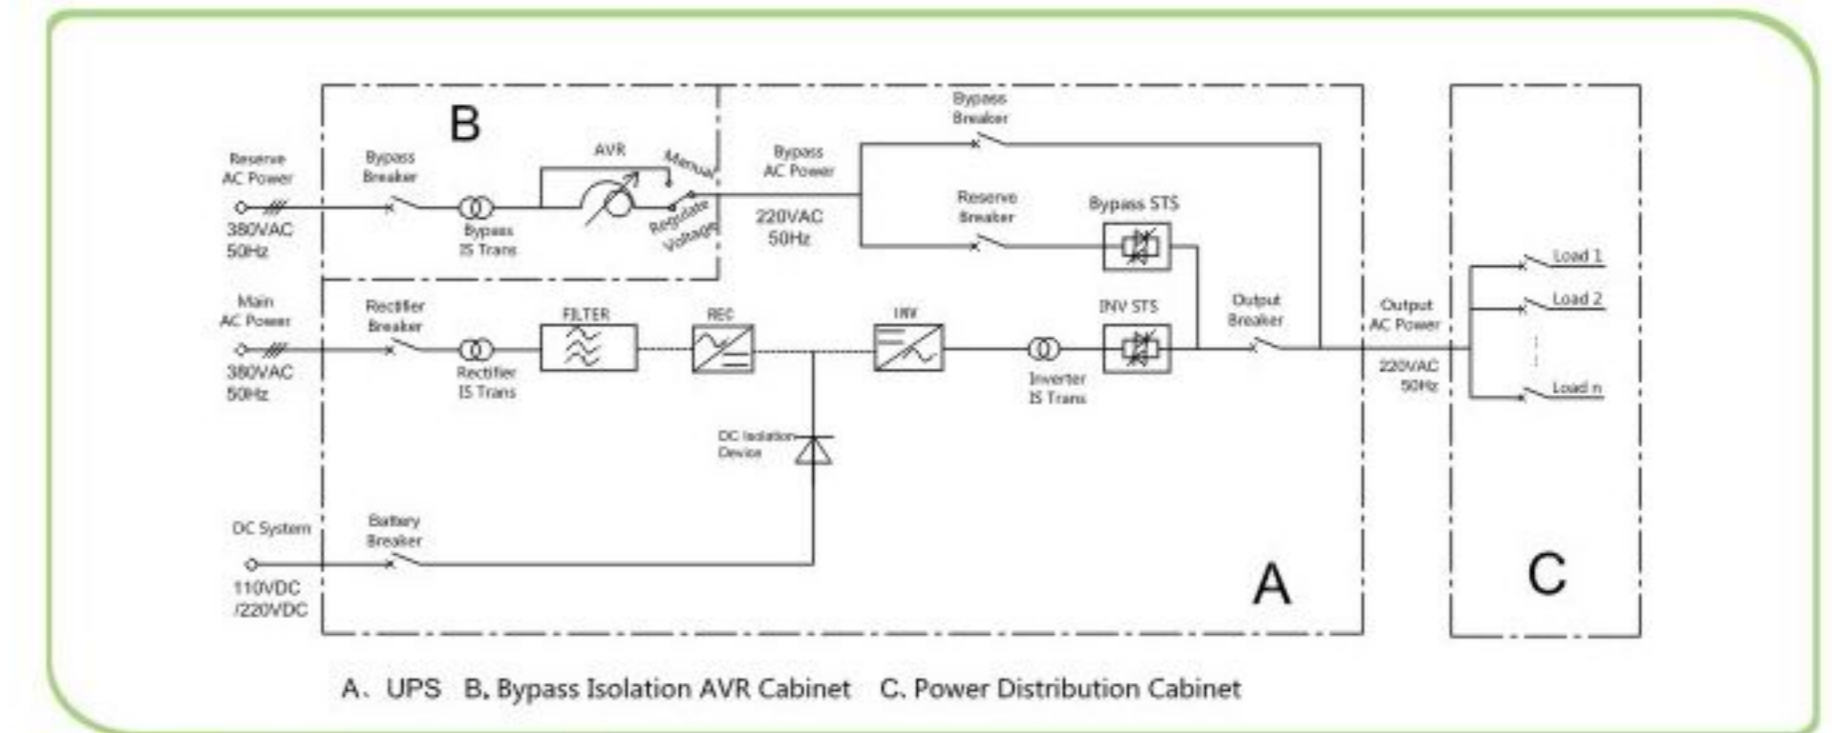 B
Reserve
AC Power
380VAC
50Hz
Bypass
Breaker
Bypass
IS Trans
AVR
Manual
Regulate
Voltage
Bypass
AC Power
220VAC
50Hz
Bypass
Breaker
Reserve
Breaker
Bypass STS
Main
AC Power
380VAC
50Hz
Rectifier
Breaker
Rectifier
IS Trans
FILTER
REC
INV
Inverter
IS Trans
INV STS
Output
Breaker
Output
AC Power
220VAC
50Hz
Load 1
Load 2
Load n
DC Isolation
Device
DC System
110VDC
/220VDC
Battery
Breaker
A
C
A、UPS B. Bypass Isolation AVR Cabinet C. Power Distribution Cabinet